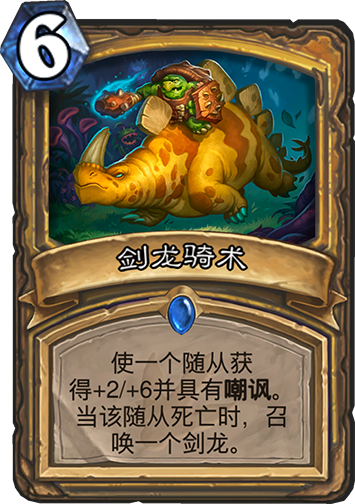 6
剑龙骑术
使一个随从获
得+2/+6并具有嘲讽。
当该随从死亡时，召
唤一个剑龙。